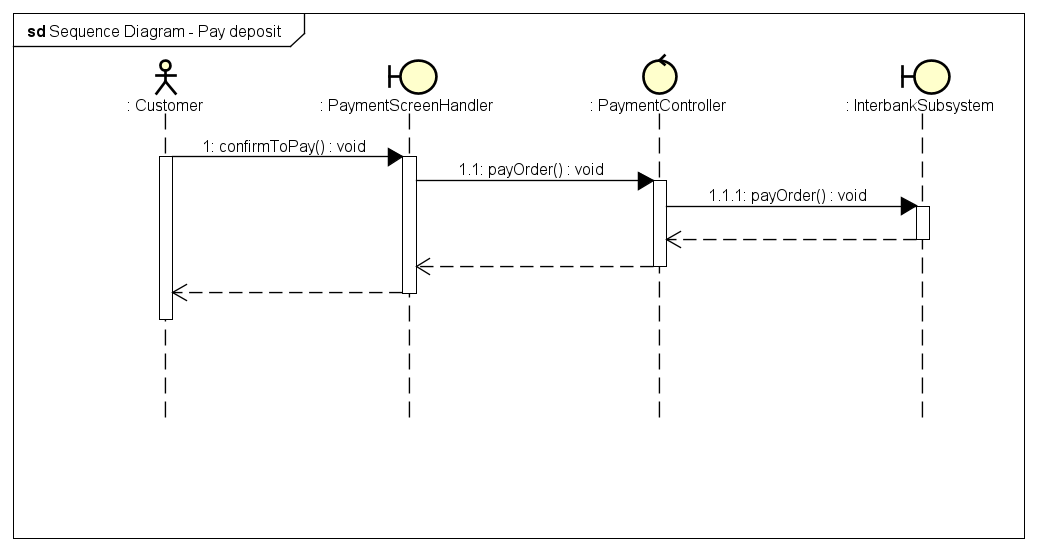 sd Sequence Diagram - Pay deposit
: Customer
: PaymentScreenHandler
: PaymentController
: InterbankSubsystem
1: confirmToPay() : void
1.1: payOrder() : void
1.1.1: payOrder() : void